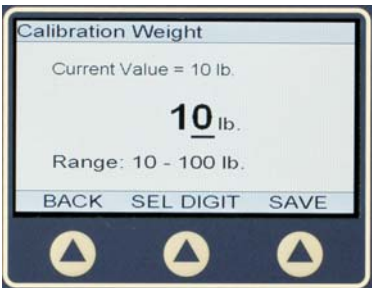 Calibration Weight
Current Value = 10 lb.
10 lb.
Range: 10 - 100 lb.
BACK SEL DIGIT SAVE